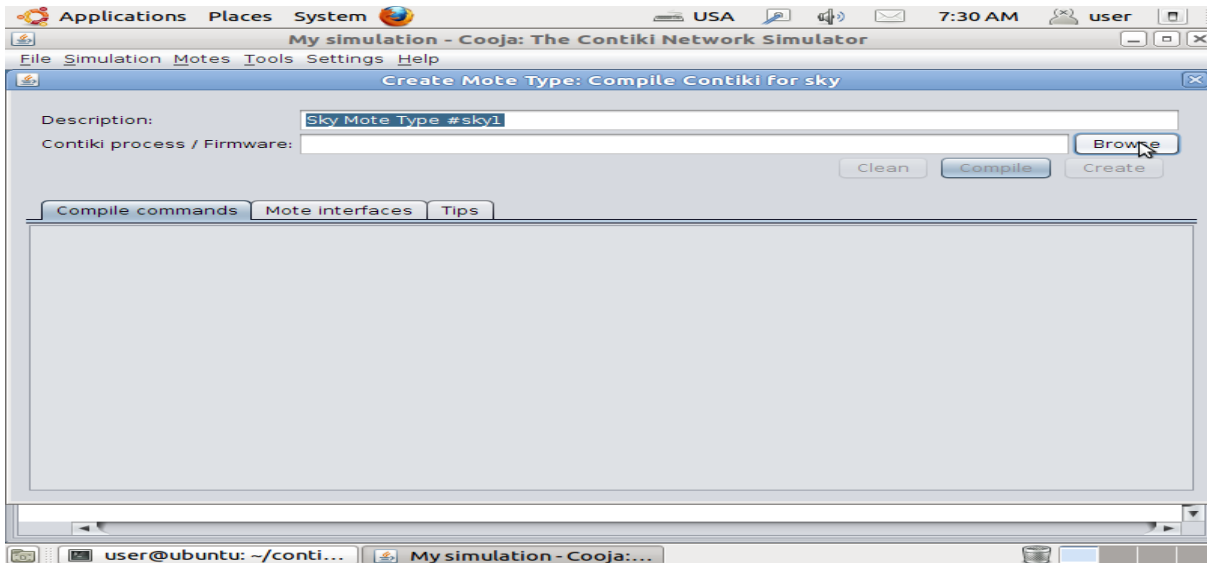 Applications Places System USA 7:30 AM user
My simulation - Cooja: The Contiki Network Simulator
File Simulation Motes Tools Settings Help
Create Mote Type: Compile Contiki for sky
Description: Sky Mote Type #sky1
Contiki process / Firmware: Browse
Clean Compile Create
Compile commands Mote interfaces Tips
user@ubuntu: ~/conti... My simulation - Cooja:...